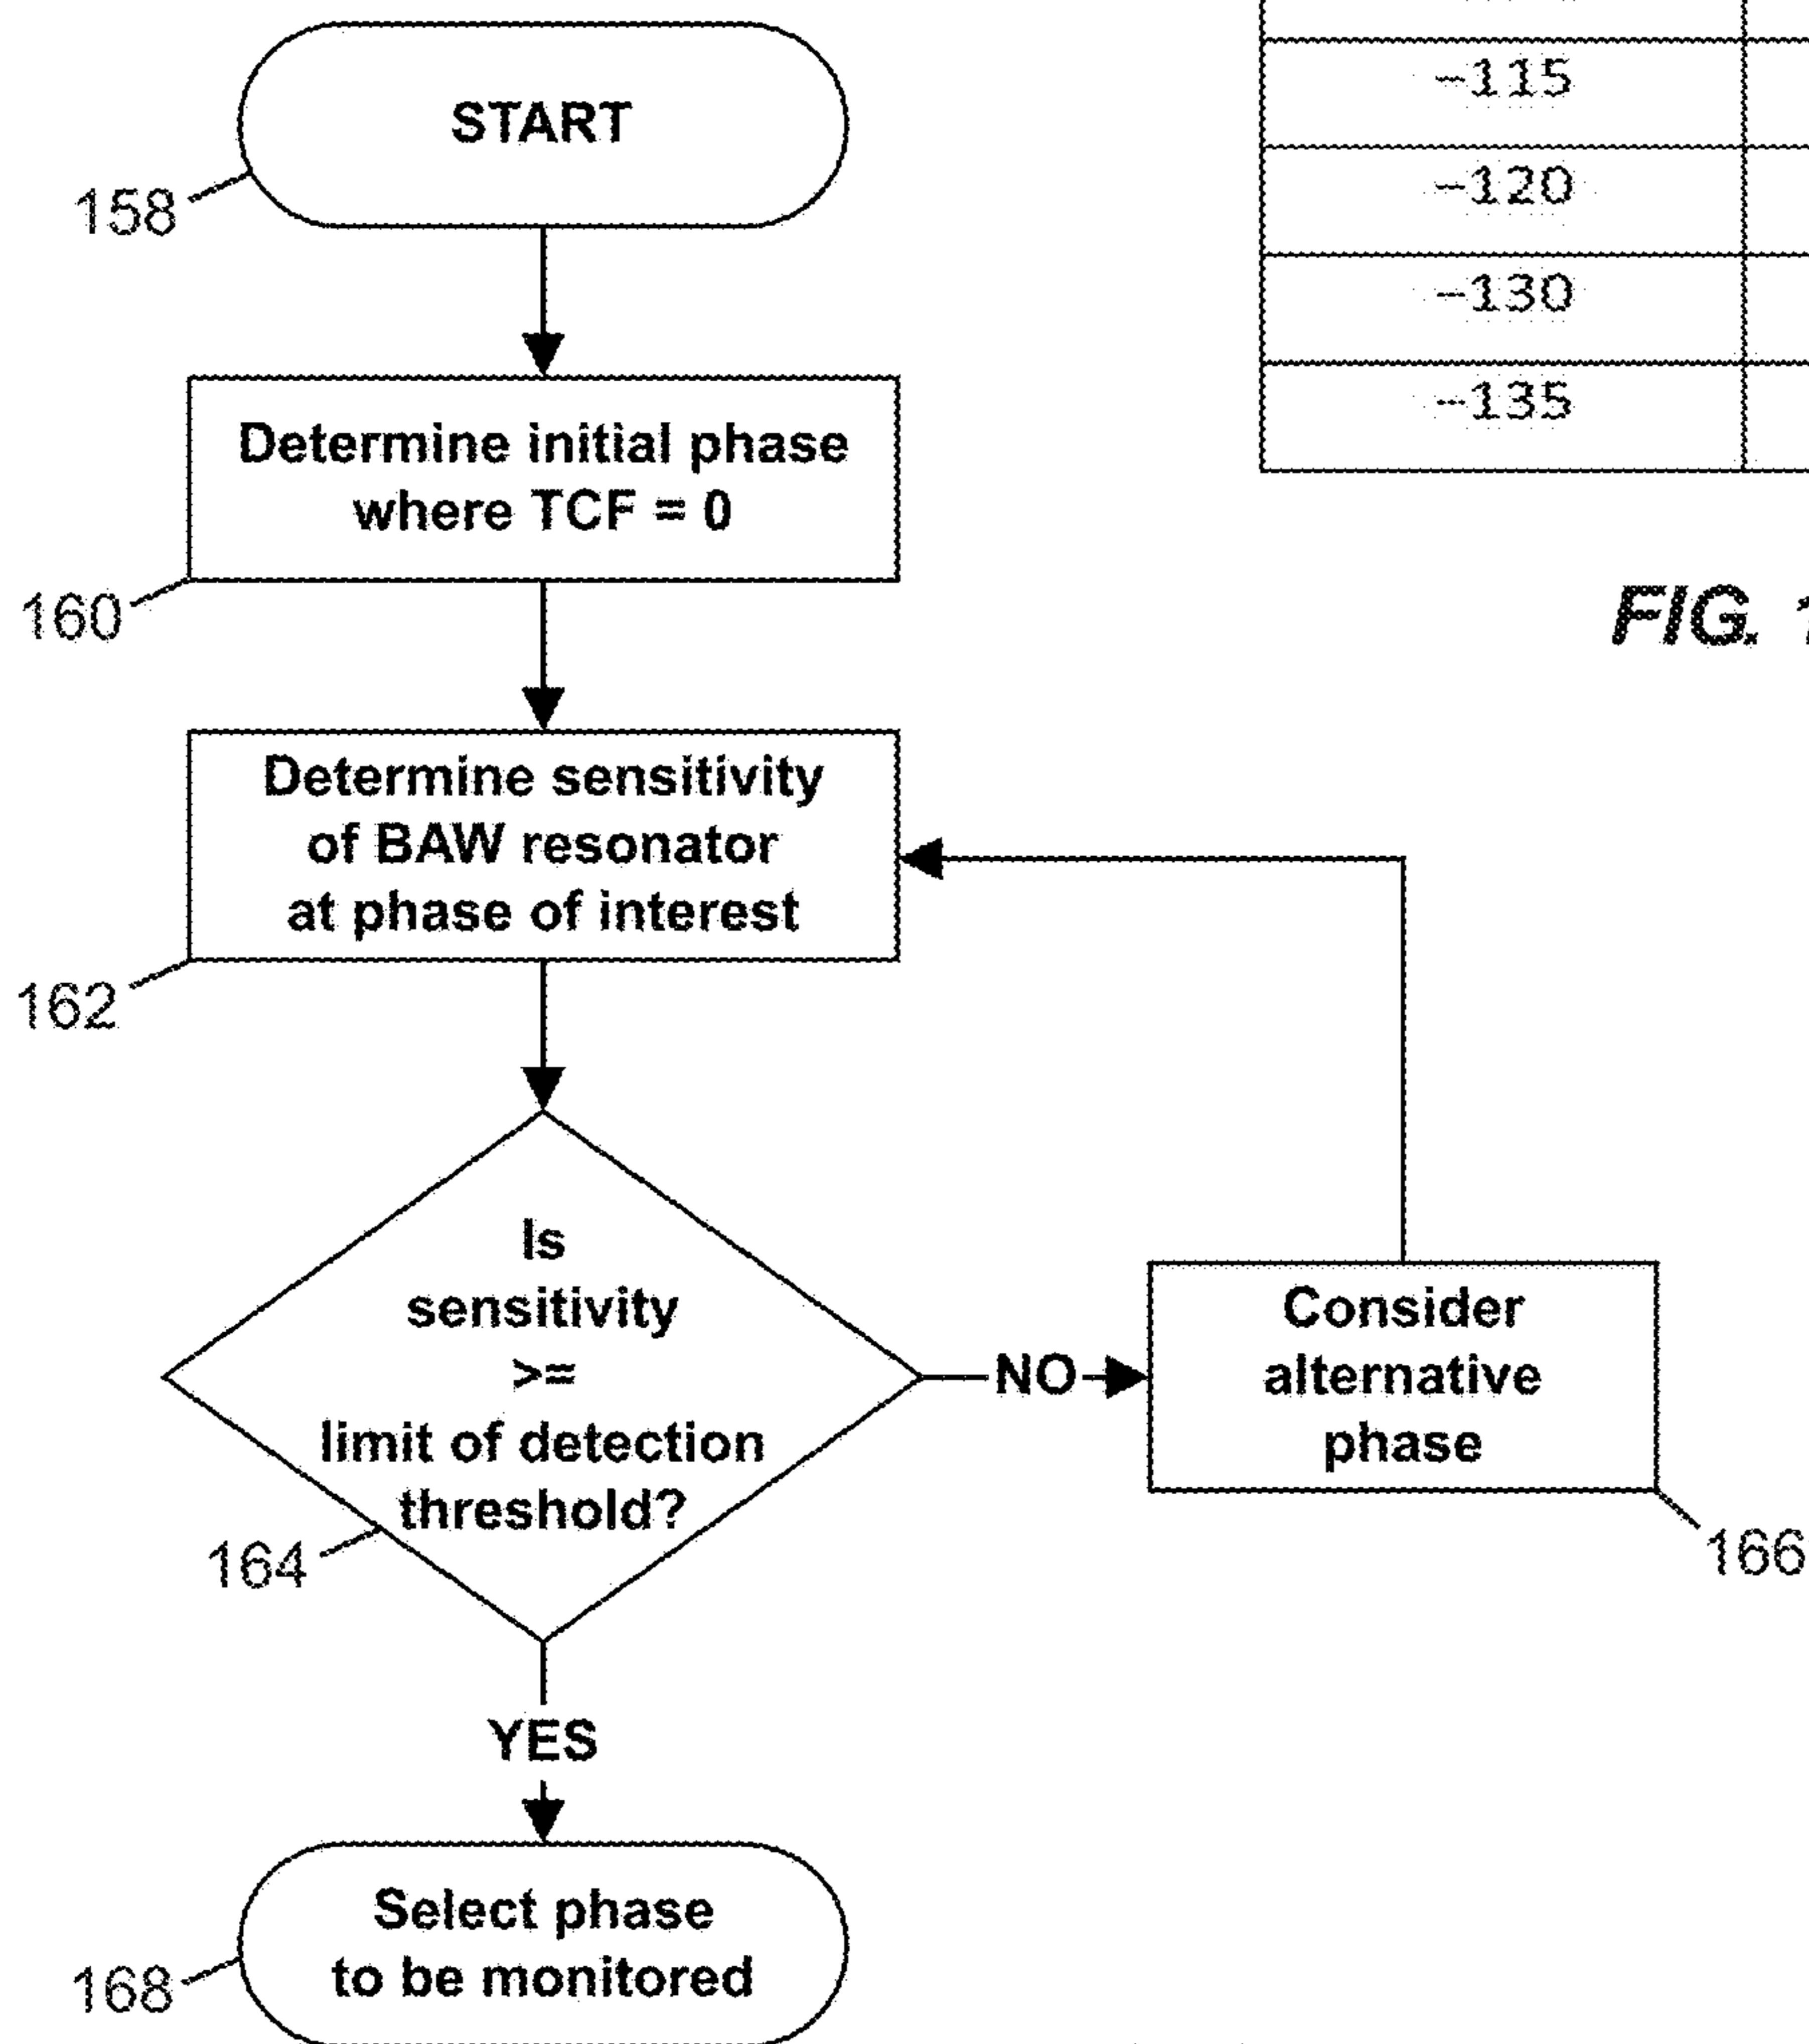 START
158
Determine initial phase
where TCF = 0
160
Determine sensitivity
of BAW resonator
at phase of interest
162
Is
sensitivity
>=
limit of detection
threshold?
164
NO
Consider
alternative
phase
166
YES
Select phase
to be monitored
168
-115
-120
-130
-135
FIG.